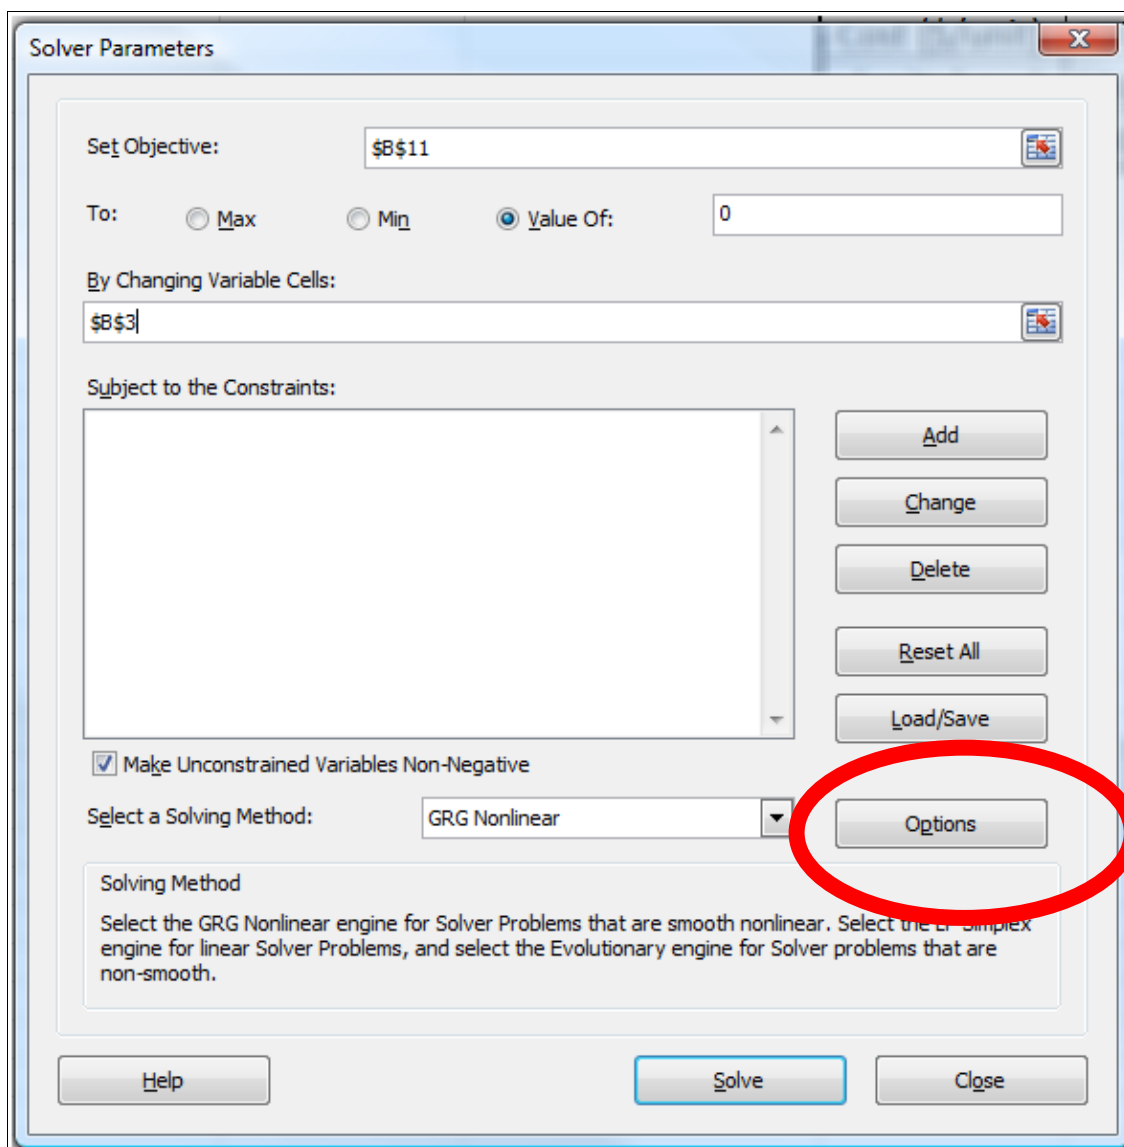 Solver Parameters
Set Objective:
$B$11
To:
Max
Min
Value Of:
0
By Changing Variable Cells:
$B$3
Subject to the Constraints:
Add
Change
Delete
Reset All
Load/Save
Make Unconstrained Variables Non-Negative
Select a Solving Method:
GRG Nonlinear
Options
Solving Method
Select the GRG Nonlinear engine for Solver Problems that are smooth nonlinear. Select the LP Simplex
engine for linear Solver Problems, and select the Evolutionary engine for Solver problems that are
non-smooth.
Help
Solve
Close